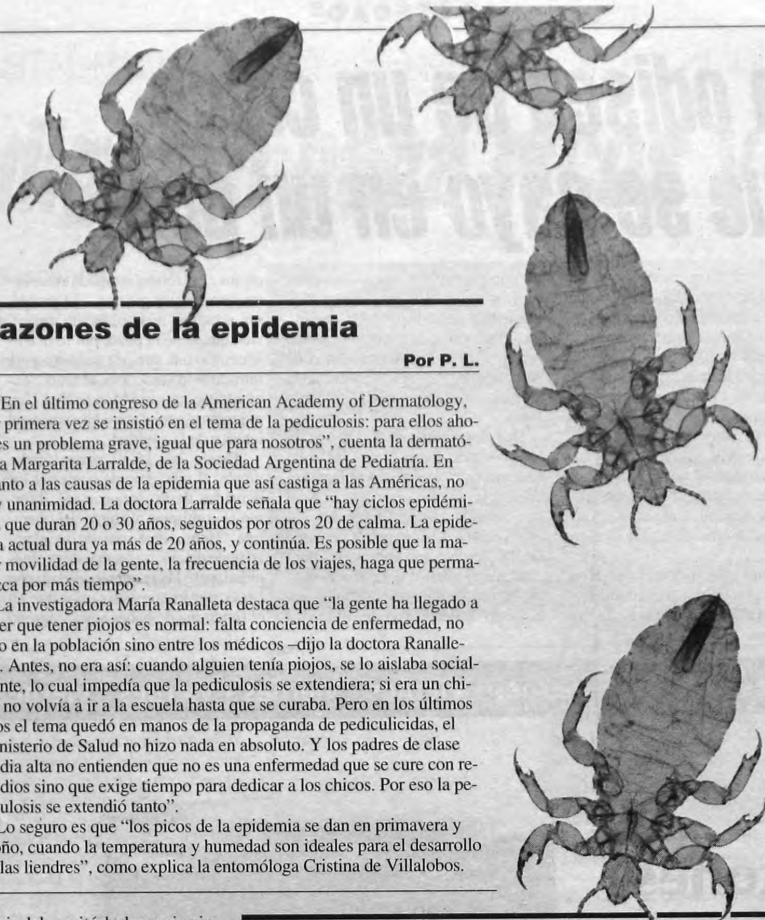 azones de la epidemia
Por P. L.
En el último congreso de la American Academy of Dermatology,
primera vez se insistió en el tema de la pediculosis: para ellos aho-
es un problema grave, igual que para nosotros”, cuenta la dermató-
a Margarita Larralde, de la Sociedad Argentina de Pediatría. En
anto a las causas de la epidemia que así castiga a las Américas, no
unanimidad. La doctora Larralde señala que “hay ciclos epidémi-
que duran 20 o 30 años, seguidos por otros 20 de calma. La epide-
a actual dura ya más de 20 años, y continúa. Es posible que la ma-
movilidad de la gente, la frecuencia de los viajes, haga que perma-
zca por más tiempo”.
La investigadora María Ranalleta destaca que “la gente ha llegado a
er que tener piojos es normal: falta conciencia de enfermedad, no
o en la población sino entre los médicos –dijo la doctora Ranalle-
. Antes, no era así: cuando alguien tenía piojos, se lo aislaba social-
nte, lo cual impedía que la pediculosis se extendiera; si era un chi-
no volvía a ir a la escuela hasta que se curaba. Pero en los últimos
os el tema quedó en manos de la propaganda de pediculicidas, el
nisterio de Salud no hizo nada en absoluto. Y los padres de clase
dia alta no entienden que no es una enfermedad que se cure con re-
dios sino que exige tiempo para dedicar a los chicos. Por eso la pe-
ulosis se extendió tanto”.
Lo seguro es que “los picos de la epidemia se dan en primavera y
oño, cuando la temperatura y humedad son ideales para el desarrollo
las liendres”, como explica la entomóloga Cristina de Villalobos.